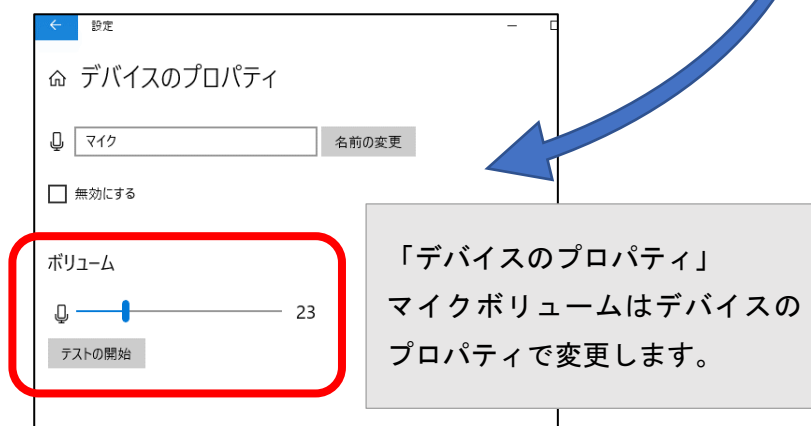 設定
デバイスのプロパティ
マイク
名前の変更
無効にする
ボリューム
23
テストの開始
「デバイスのプロパティ」
マイクボリュームはデバイスの
プロパティで変更します。